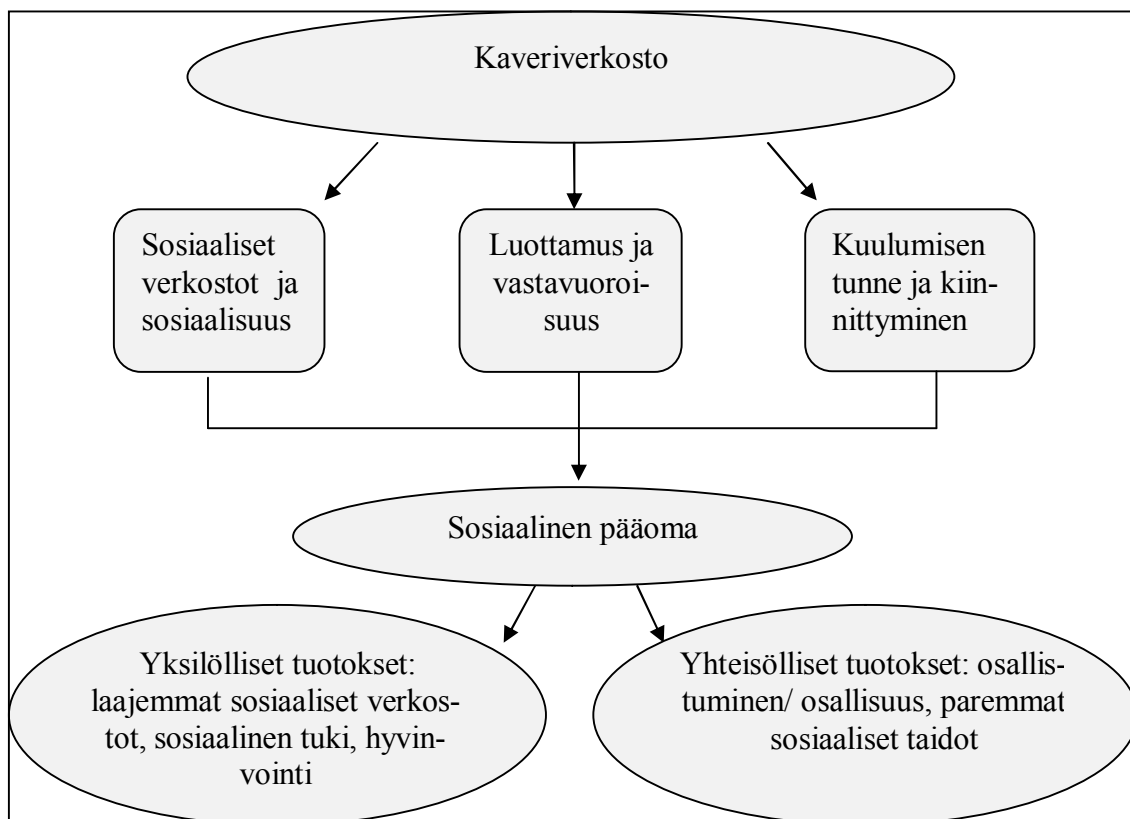 Kaveriverkosto
Sosiaaliset
verkostot ja
sosiaalisuus
Luottamus ja
vastavuoroi-
suus
Kuulumisen
tunne ja kiin-
nittyminen
Sosiaalinen pääoma
Yksilölliset tuotokset:
laajemmat sosiaaliset verkos-
tot, sosiaalinen tuki, hyvin-
vointi
Yhteisölliset tuotokset: osallis-
tuminen/ osallisuus, paremmat
sosiaaliset taidot